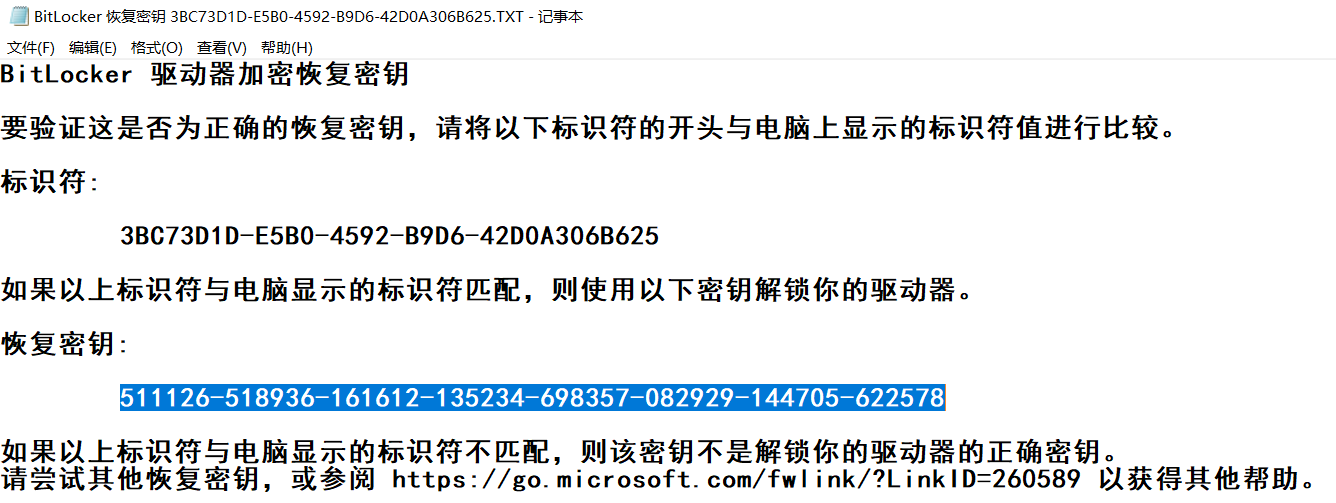 BitLocker 恢复密钥 3BC73D1D-E5B0-4592-B9D6-42D0A306B625.TXT - 记事本
文件(F) 编辑(E) 格式(O) 查看(V) 帮助(H)
BitLocker 驱动器加密恢复密钥
要验证这是否为正确的恢复密钥，请将以下标识符的开头与电脑上显示的标识符值进行比较。
标识符:
3BC73D1D-E5B0-4592-B9D6-42D0A306B625
如果以上标识符与电脑显示的标识符匹配，则使用以下密钥解锁你的驱动器。
恢复密钥:
511126-518936-161612-135234-698357-082929-144705-622578
如果以上标识符与电脑显示的标识符不匹配，则该密钥不是解锁你的驱动器的正确密钥。
请尝试其他恢复密钥，或参阅 https://go.microsoft.com/fwlink/?LinkID=260589 以获得其他帮助。